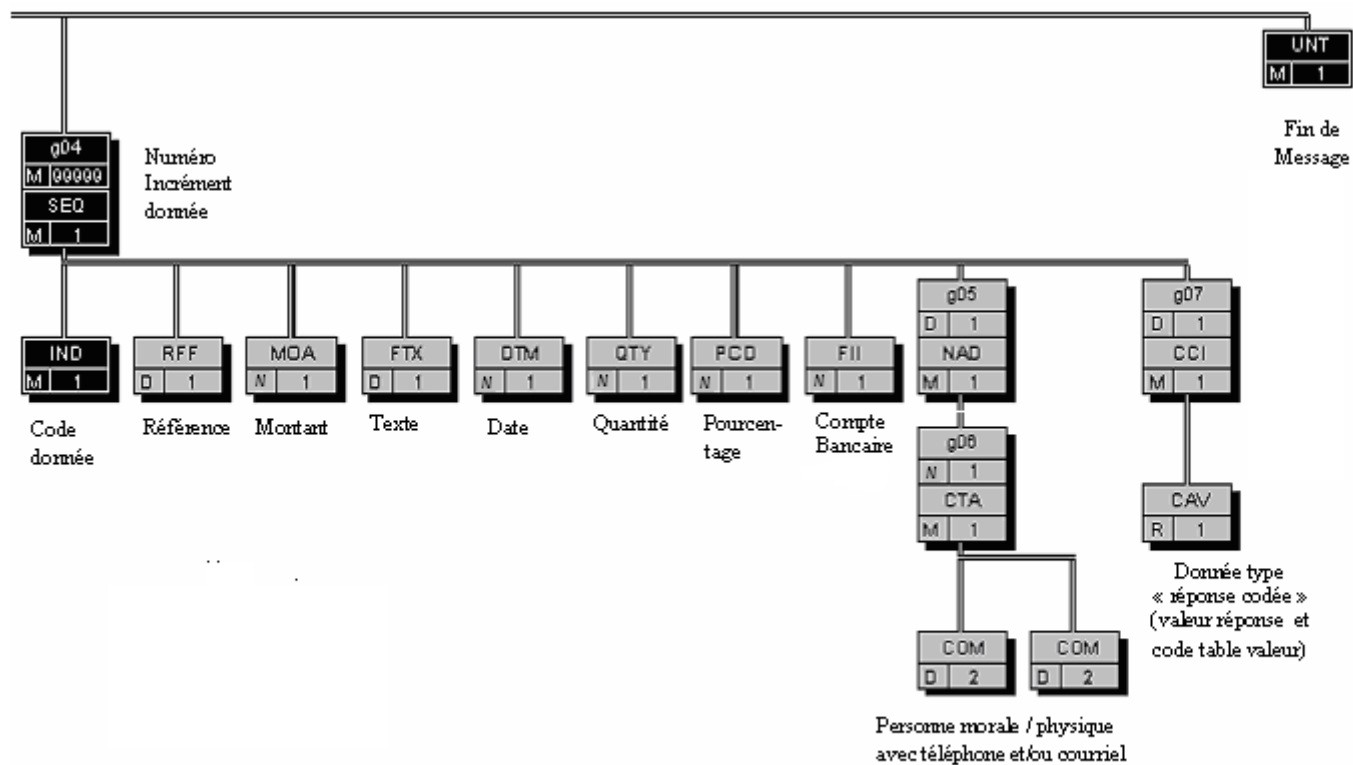 UNT
M 1
Fin de
Message
g04
M 99999
SEQ
M 1
Numéro
Incrément
donnée
IND
M 1
Code
donnée
RFF
D 1
Référence
MOA
N 1
Montant
FTX
D 1
Texte
DTM
N 1
Date
QTY
N 1
Quantité
PCD
N 1
Pourcen-
tage
FII
N 1
Compte
Bancaire
g05
D 1
NAD
M 1
g06
N 1
CTA
M 1
COM
D 2
COM
D 2
Personne morale / physique
avec téléphone et/ou courriel
g07
D 1
CCI
M 1
CAV
R 1
Donnée type
« réponse codée »
(valeur réponse et
code table valeur)